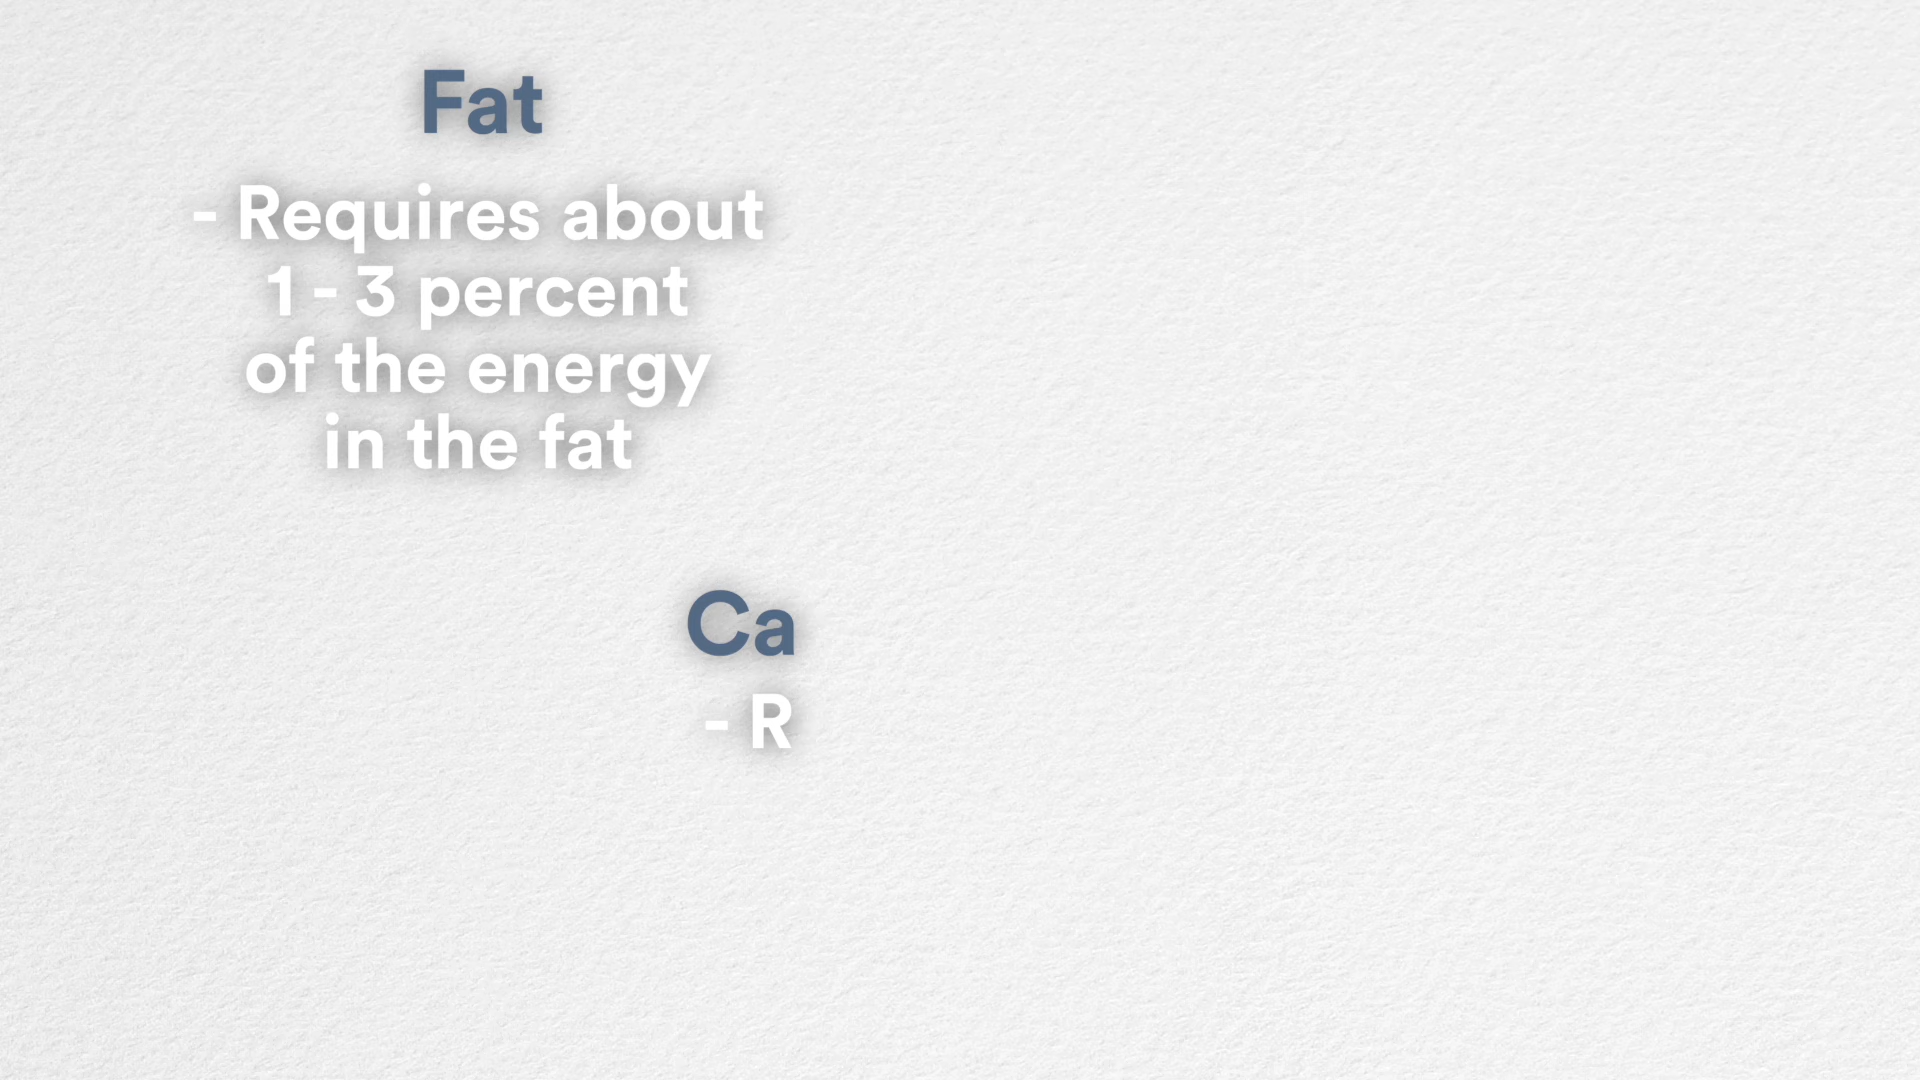 Fat
- Requires about
1 - 3 percent
of the energy
in the fat
Ca
- R